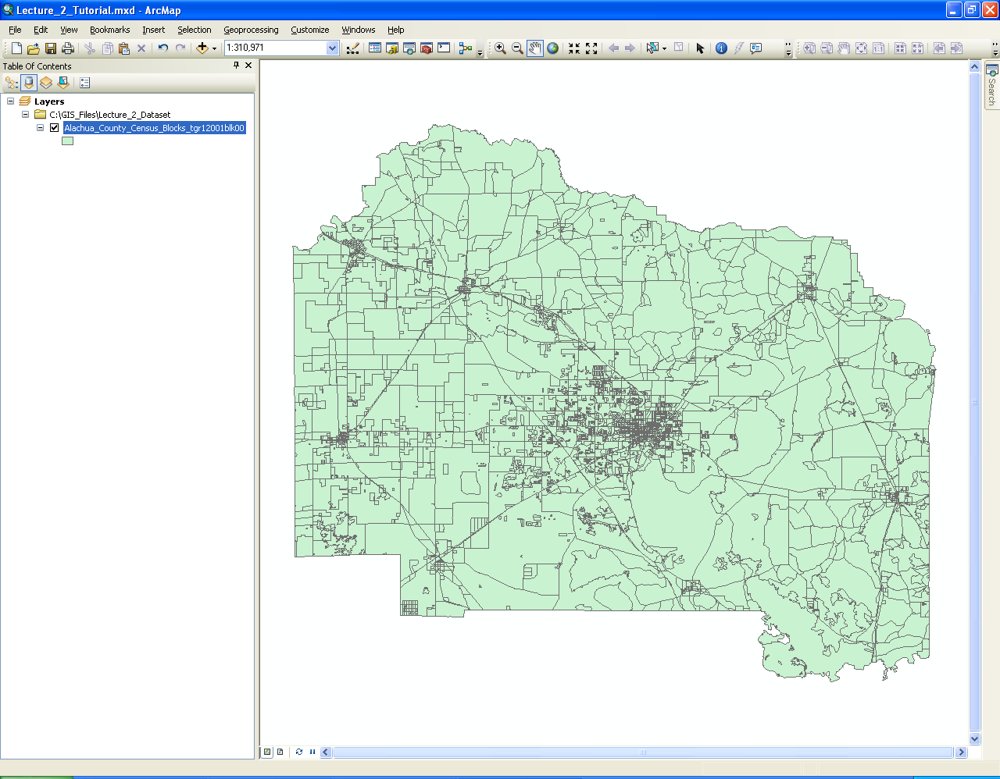 Lecture_2_Tutorial.mxd - ArcMap
File Edit View Bookmarks Insert Selection Geoprocessing Customize Windows Help
1:310,971
Table Of Contents
Layers
C:\GIS_Files\Lecture_2_Dataset
Alachua_County_Census_Blocks_tgr12001blk00
Search